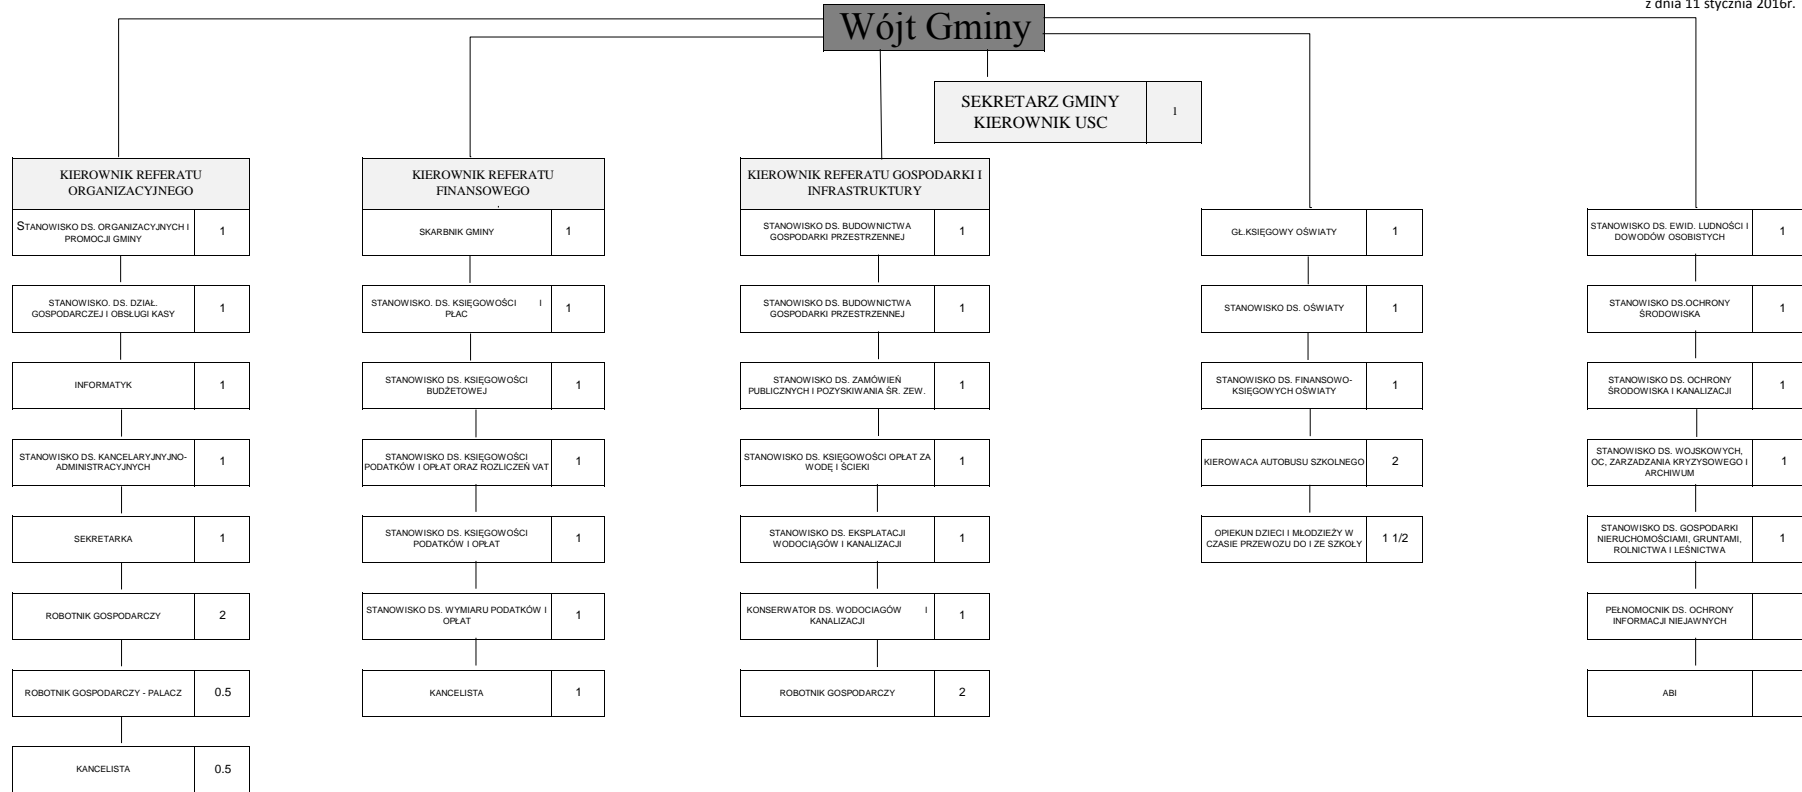 z dnia 11 stycznia 2016r.
Wójt Gminy
SEKRETARZ GMINY
KIEROWNIK USC
1
KIEROWNIK REFERATU
ORGANIZACYJNEGO
STANOWISKO DS. ORGANIZACYJNYCH I
PROMOCJI GMINY
1
STANOWISKO. DS. DZIAŁ.
GOSPODARCZEJ I OBSŁUGI KASY
1
INFORMATYK
1
STANOWISKO DS. KANCELARYJNYJNO-
ADMINISTRACYJNYCH
1
SEKRETARKA
1
ROBOTNIK GOSPODARCZY
2
ROBOTNIK GOSPODARCZY - PALACZ
0.5
KANCELISTA
0.5
KIEROWNIK REFERATU
FINANSOWEGO
.
SKARBNIK GMINY
1
STANOWISKO. DS. KSIĘGOWOŚCI I
PŁAC
1
STANOWISKO DS. KSIĘGOWOŚCI
BUDŻETOWEJ
1
STANOWISKO DS. KSIĘGOWOŚCI
PODATKÓW I OPŁAT ORAZ ROZLICZEŃ VAT
1
STANOWISKO DS. KSIĘGOWOŚCI
PODATKÓW I OPŁAT
1
STANOWISKO DS. WYMIARU PODATKÓW I
OPŁAT
1
KANCELISTA
1
KIEROWNIK REFERATU GOSPODARKI I
INFRASTRUKTURY
STANOWISKO DS. BUDOWNICTWA
GOSPODARKI PRZESTRZENNEJ
1
STANOWISKO DS. BUDOWNICTWA
GOSPODARKI PRZESTRZENNEJ
1
STANOWISKO DS. ZAMÓWIEŃ
PUBLICZNYCH I POZYSKIWANIA ŚR. ZEW.
1
STANOWISKO DS. KSIĘGOWOŚCI OPŁAT ZA
WODĘ I ŚCIEKI
1
STANOWISKO DS. EKSPLATACJI
WODOCIĄGÓW I KANALIZACJI
1
KONSERWATOR DS. WODOCIAGÓW I
KANALIZACJI
1
ROBOTNIK GOSPODARCZY
2
GŁ.KSIĘGOWY OŚWIATY
1
STANOWISKO DS. OŚWIATY
1
STANOWISKO DS. FINANSOWO-
KSIĘGOWYCH OŚWIATY
1
KIEROWACA AUTOBUSU SZKOLNEGO
2
OPIEKUN DZIECI I MŁODZIEŻY W
CZASIE PRZEWOZU DO I ZE SZKOŁY
1 1/2
STANOWISKO DS. EWID. LUDNOŚCI I
DOWODÓW OSOBISTYCH
1
STANOWISKO DS.OCHRONY
ŚRODOWISKA
1
STANOWISKO DS. OCHRONY
ŚRODOWISKA I KANALIZACJI
1
STANOWISKO DS. WOJSKOWYCH,
OC, ZARZADZANIA KRYZYSOWEGO I
ARCHIWUM
1
STANOWISKO DS. GOSPODARKI
NIERUCHOMOŚCIAMI, GRUNTAMI,
ROLNICTWA I LEŚNICTWA
1
PEŁNOMOCNIK DS. OCHRONY
INFORMACJI NIEJAWNYCH
ABI